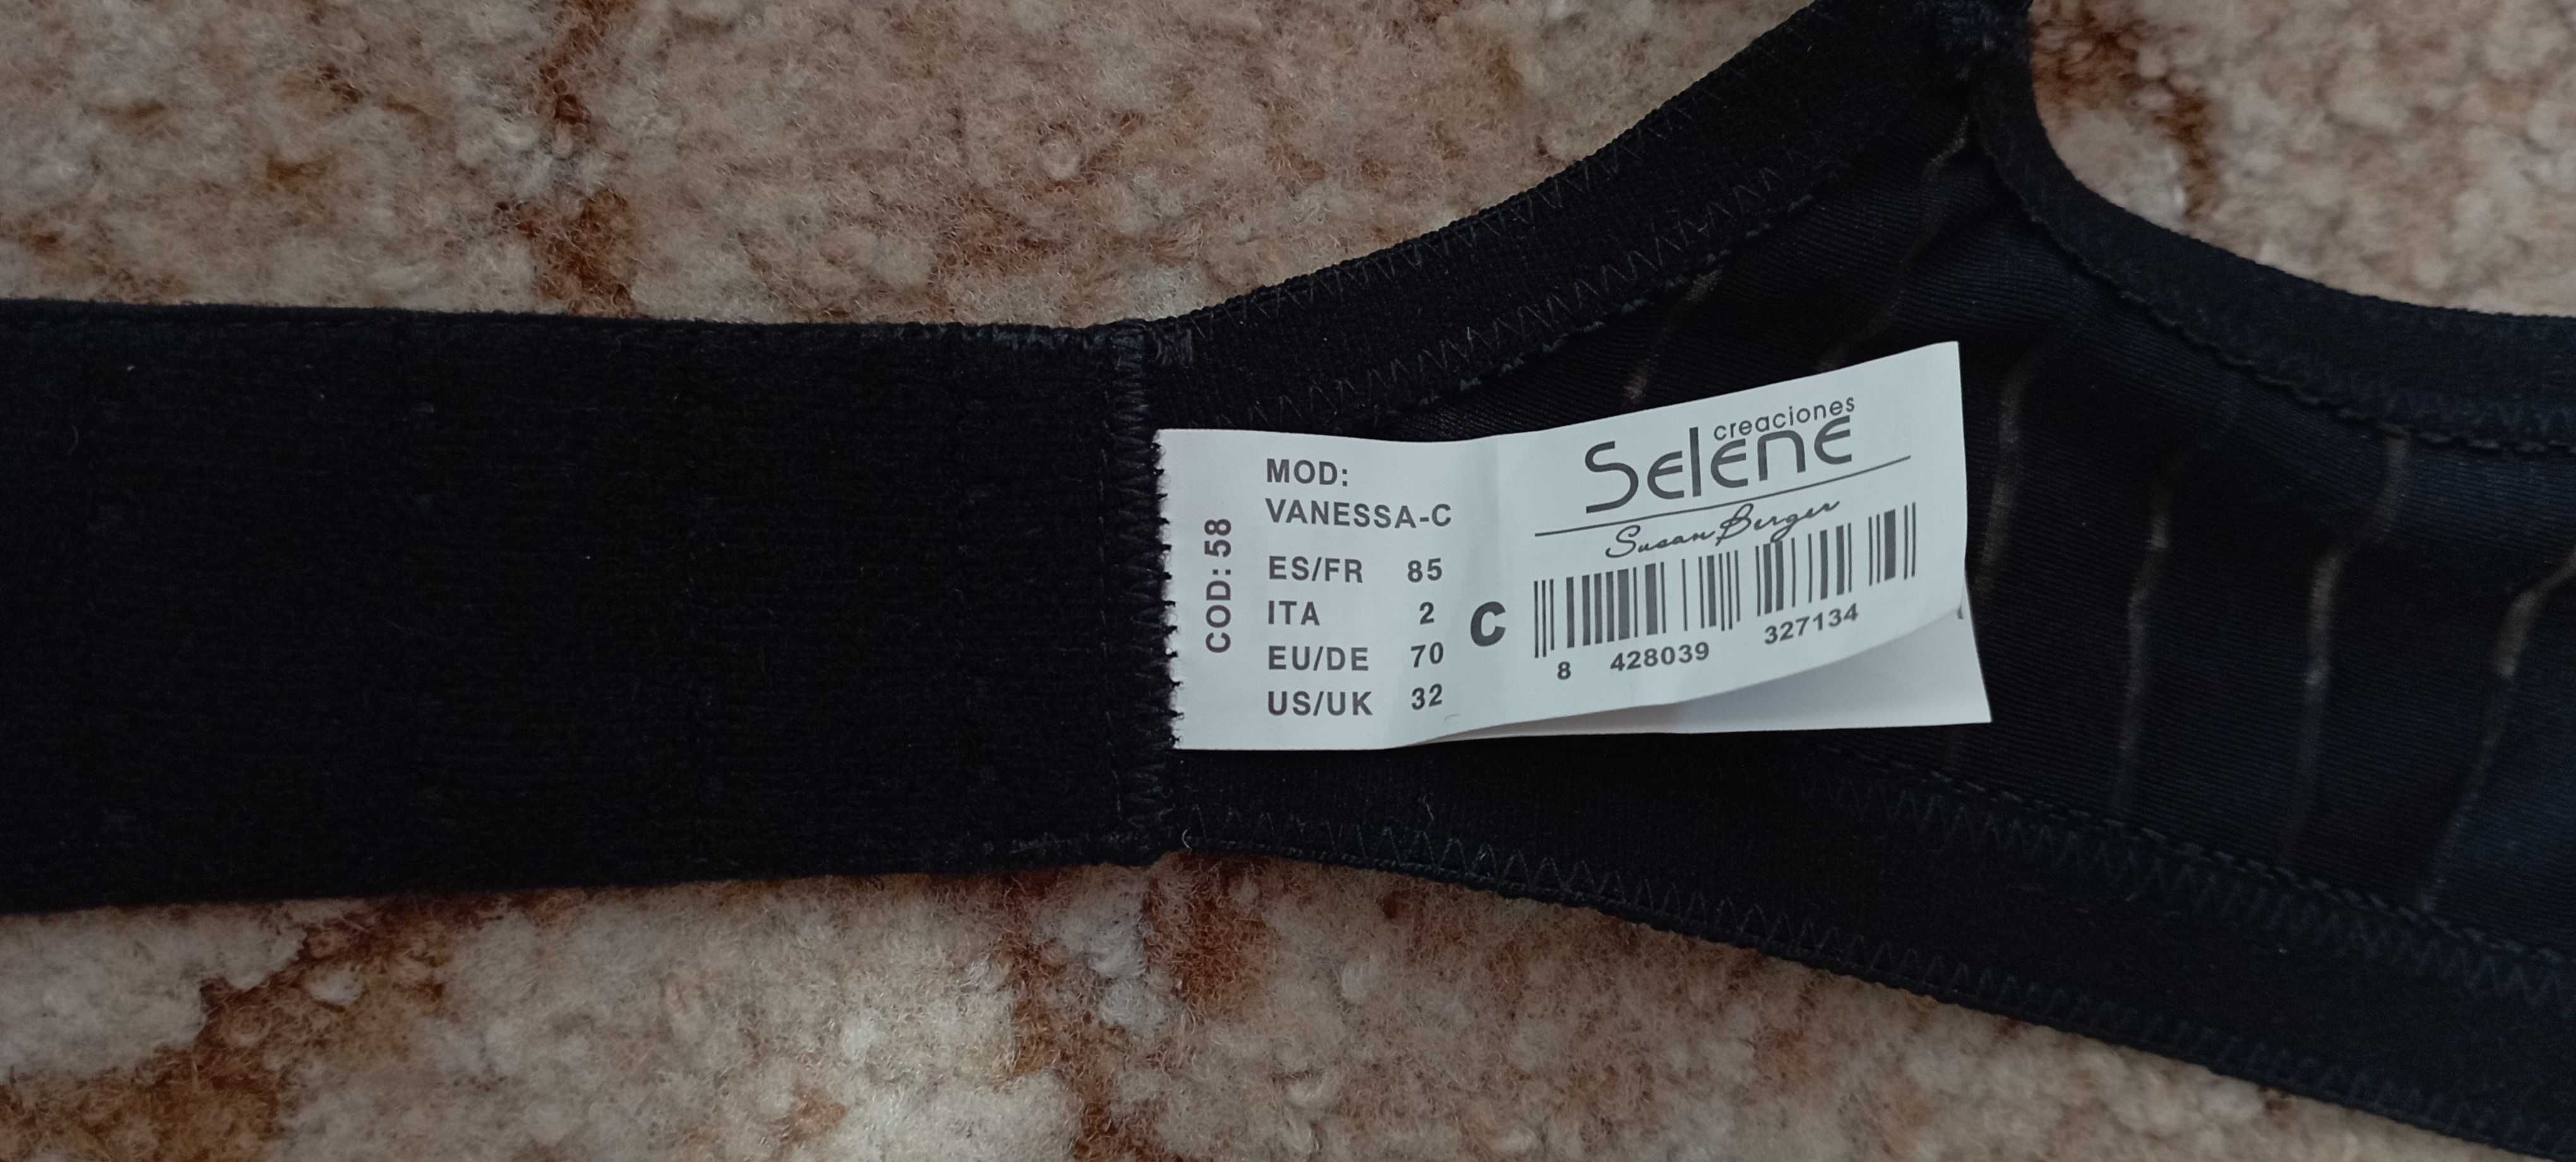 COD: 58
MOD:
VANESSA-C
ES/FR 85
ITA 2
EU/DE 70
US/UK 32
C
creaciones
Selene
Susan Berger
8 428039 327134